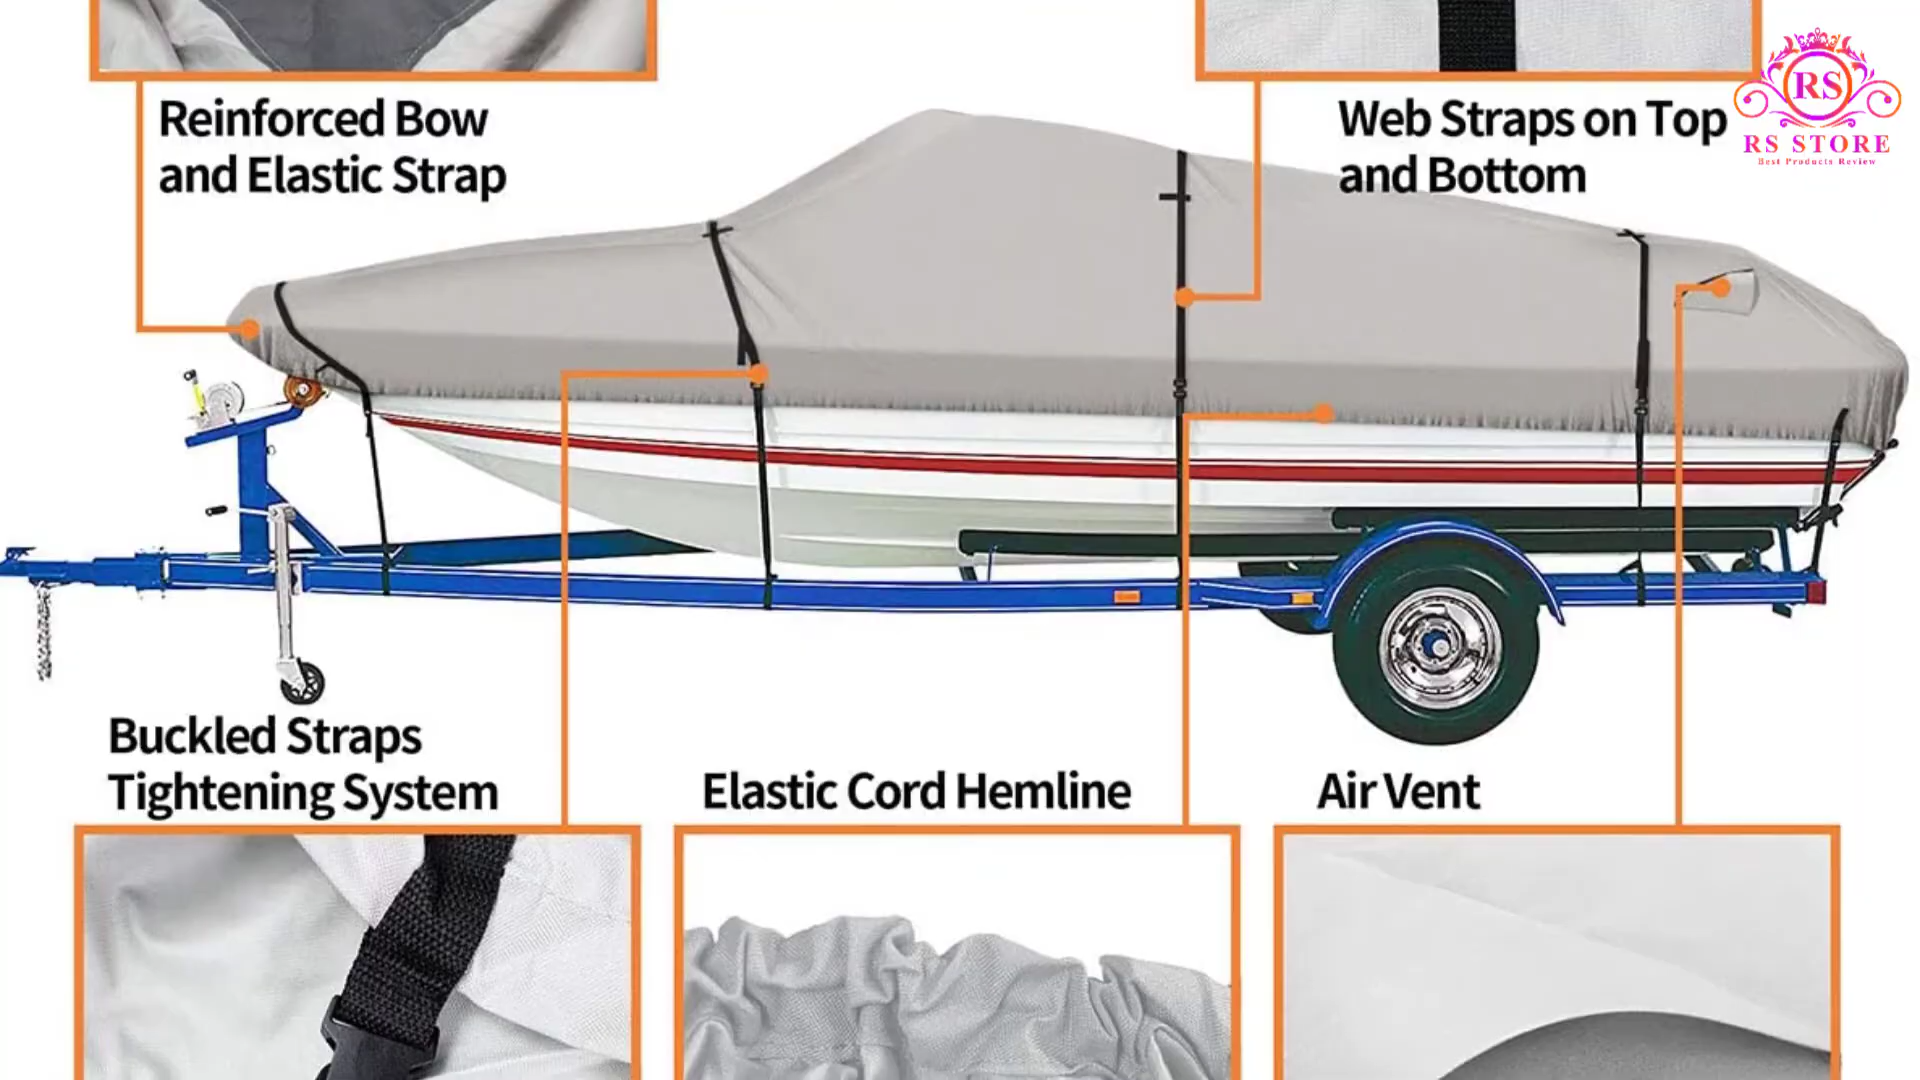 Reinforced Bow
and Elastic Strap
Web Straps on Top
and Bottom
RS
RS STORE
Best Products Review
Buckled Straps
Tightening System
Elastic Cord Hemline
Air Vent